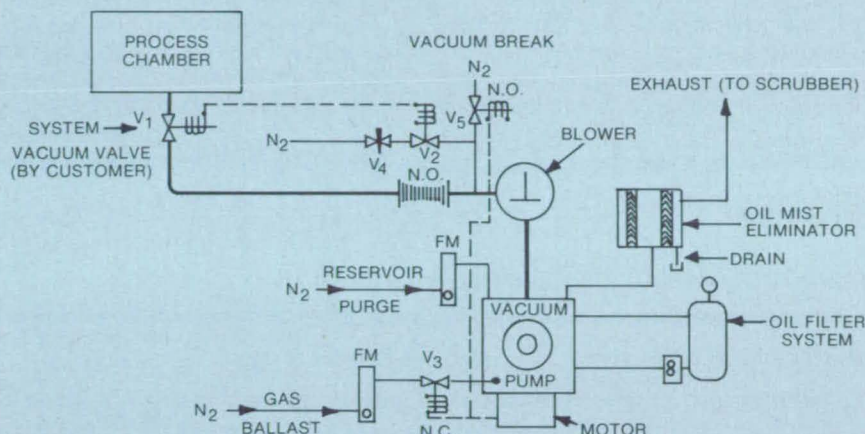 PROCESS
CHAMBER
VACUUM BREAK
N2
N.O.
EXHAUST (TO SCRUBBER)
V1
V5
BLOWER
SYSTEM
VACUUM VALVE
(BY CUSTOMER)
N2
V4
V2
N.O.
OIL MIST
ELIMINATOR
DRAIN
FM
N2
RESERVOIR
PURGE
VACUUM
PUMP
OIL FILTER
SYSTEM
FM
V3
N2
GAS
BALLAST
N.C.
MOTOR